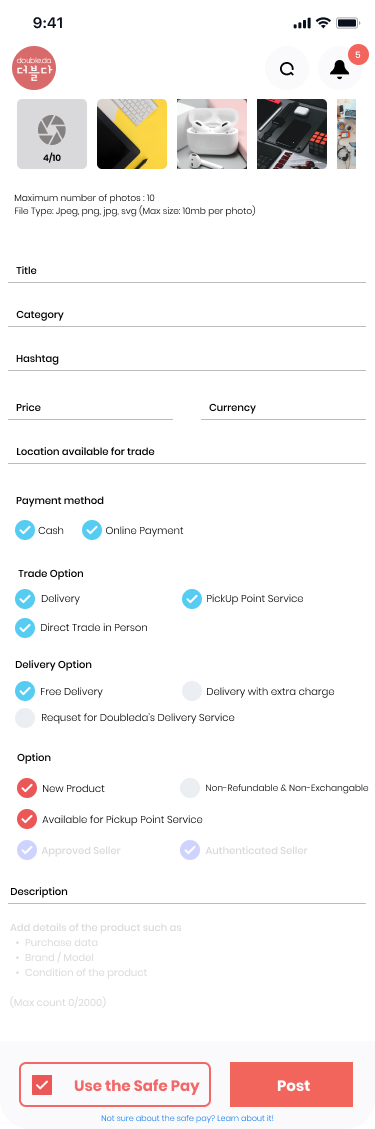 9:41
doubleda
더블다
5
4/10
Maximum number of photos : 10
File Type: Jpeg, png, jpg, svg (Max size: 10mb per photo)
Title
Category
Hashtag
Price Currency
Location available for trade
Payment method
Cash Online Payment
Trade Option
Delivery PickUp Point Service
Direct Trade in Person
Delivery Option
Free Delivery Delivery with extra charge
Requset for Doubleda's Delivery Service
Option
New Product Non-Refundable & Non-Exchangable
Available for Pickup Point Service
Approved Seller Authenticated Seller
Description
Add details of the product such as
• Purchase data
• Brand / Model
• Condition of the product
(Max count 0/2000)
Use the Safe Pay Post
Not sure about the safe pay? Learn about it!